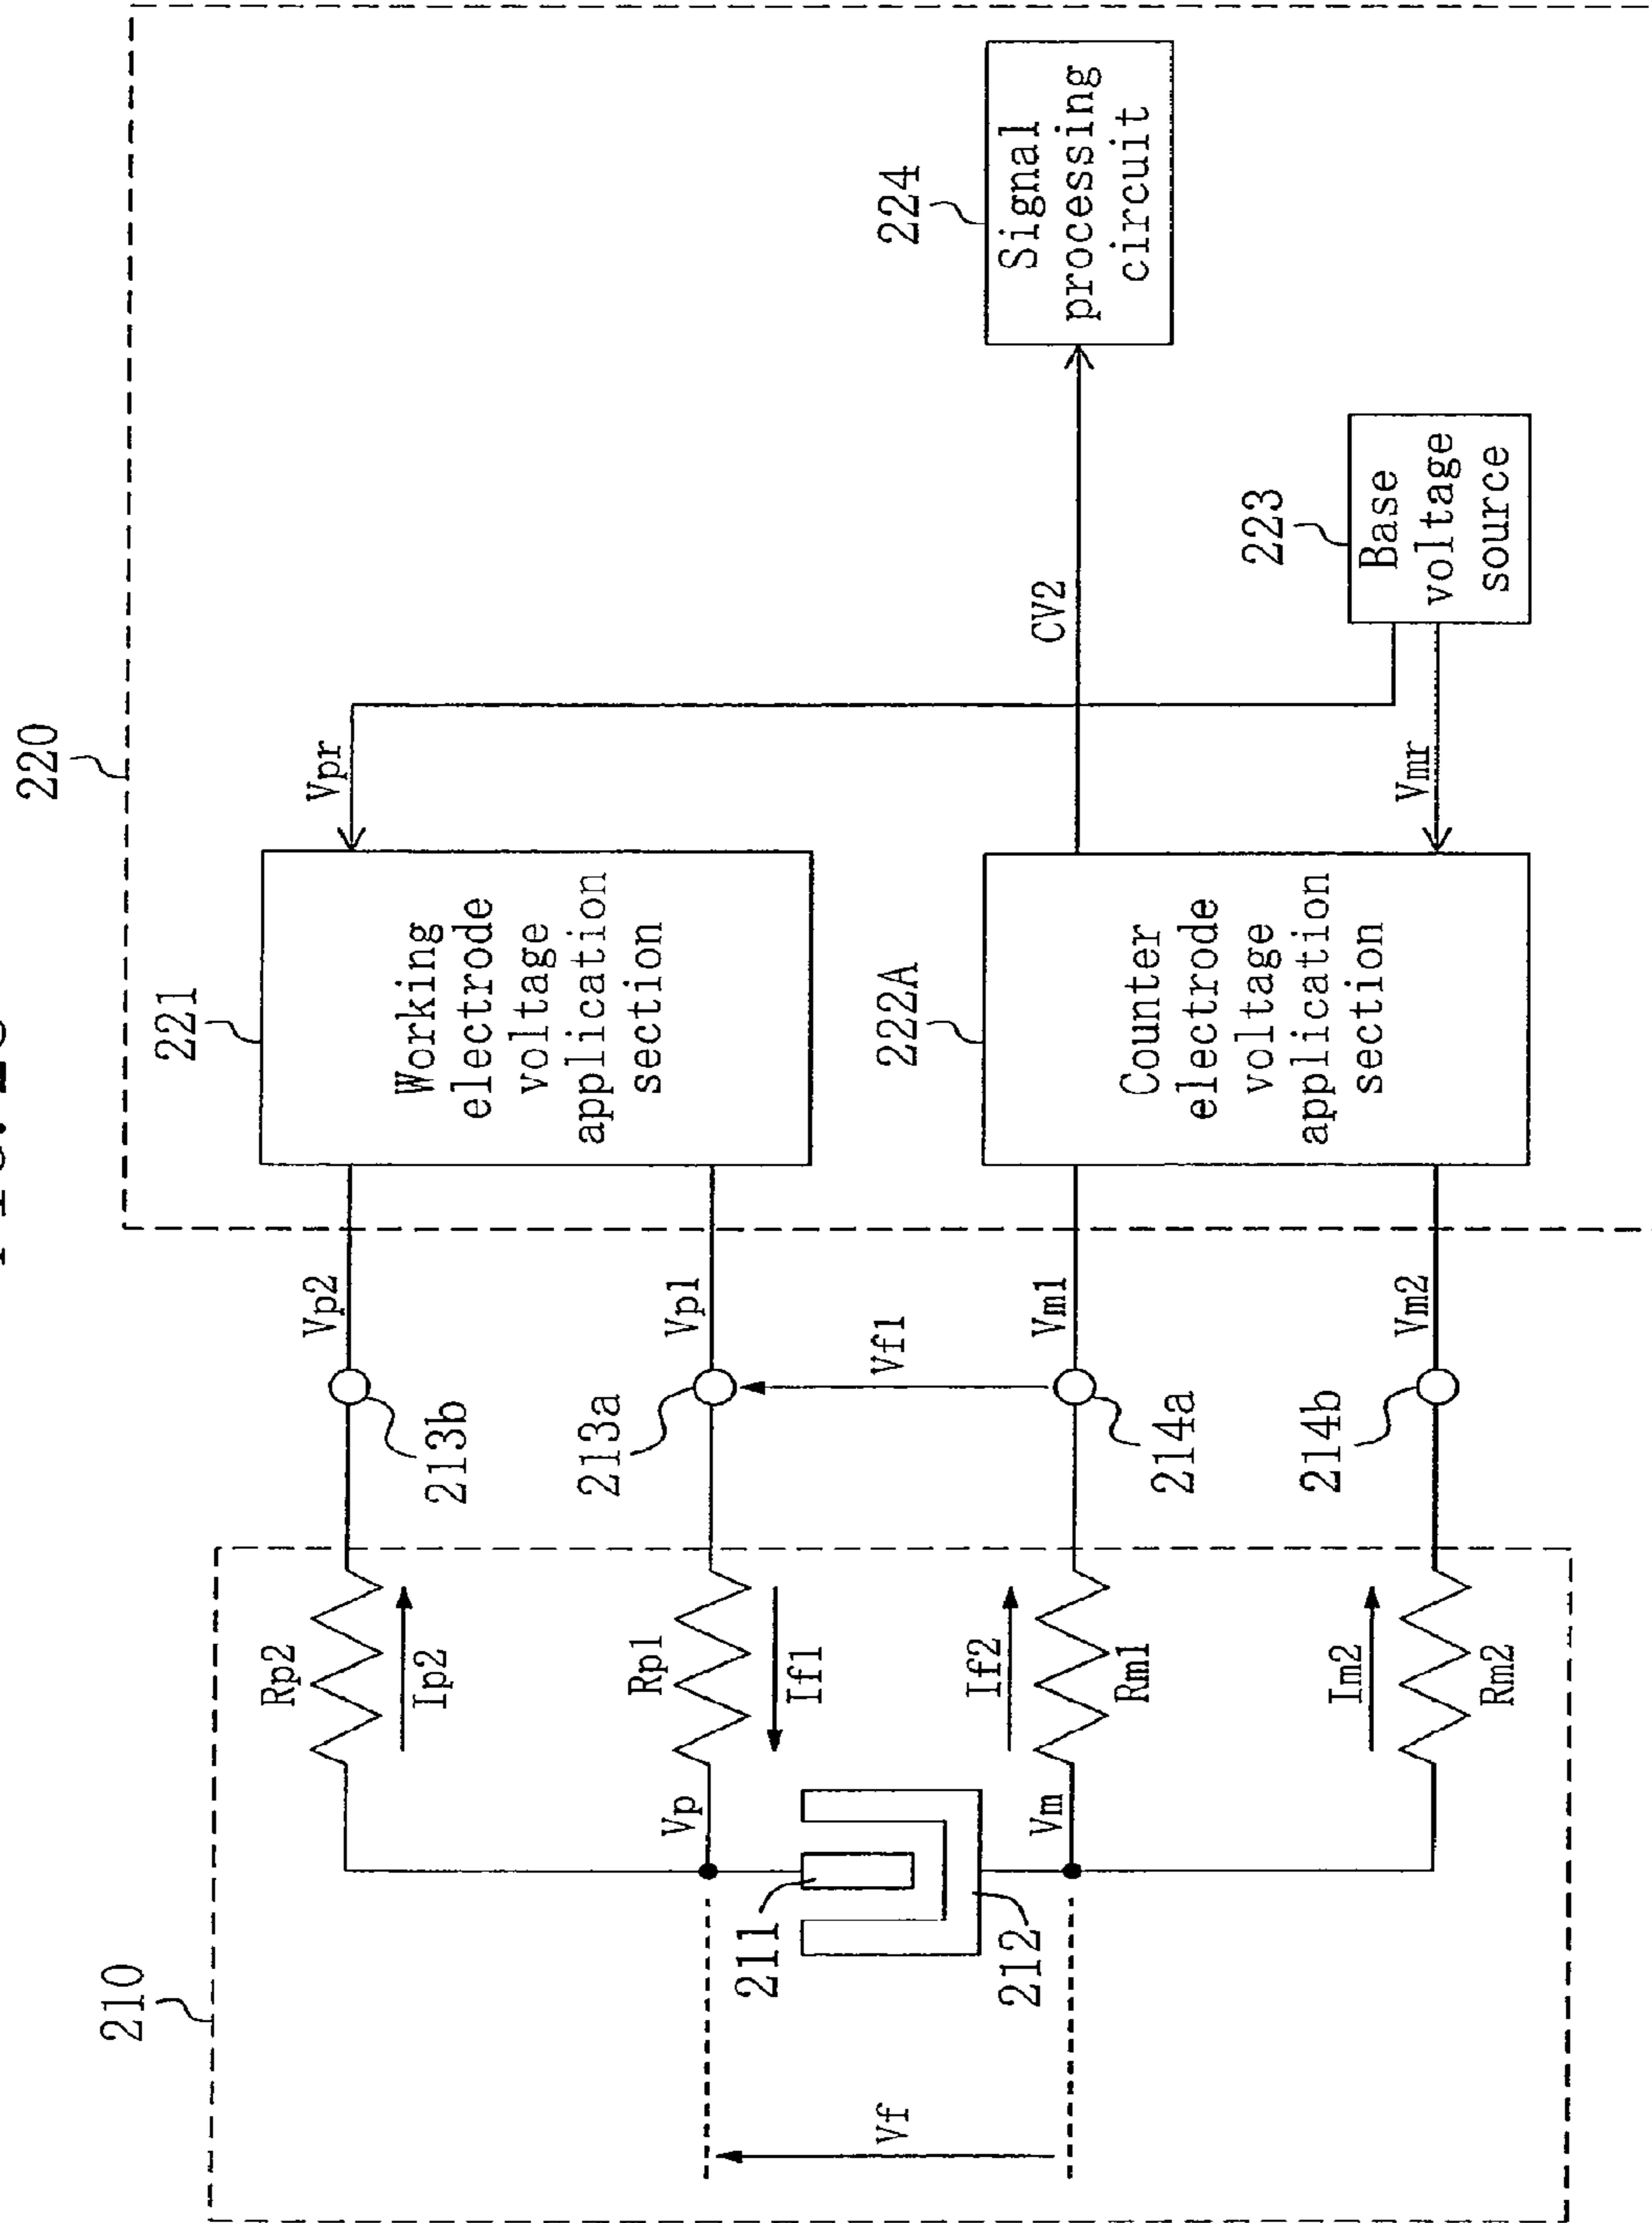 220
210
221
Working
electrode
voltage
application
section
Vpr
Vp2
213b
Rp2
Ip2
Vp1
213a
Rp1
If1
Vp
211
Vf
Vf1
222A
Counter
electrode
voltage
application
section
CV2
224
Signal
processing
circuit
Vm1
214a
If2
Rm1
Vm
212
223
Base
voltage
source
Vmr
Vm2
214b
Im2
Rm2